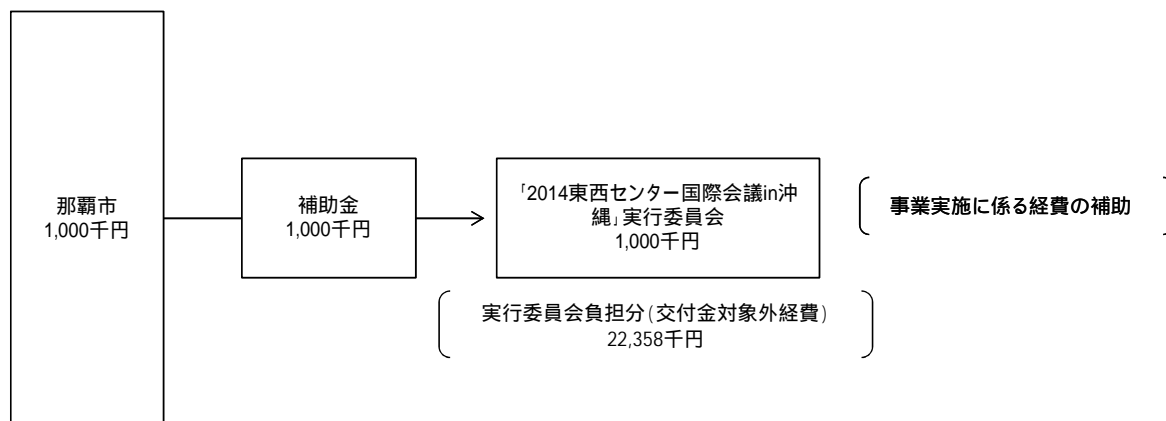 那覇市
1,000千円
補助金
1,000千円
｢2014東西センター国際会議in沖
縄｣実行委員会
1,000千円
事業実施に係る経費の補助
実行委員会負担分(交付金対象外経費)
22,358千円